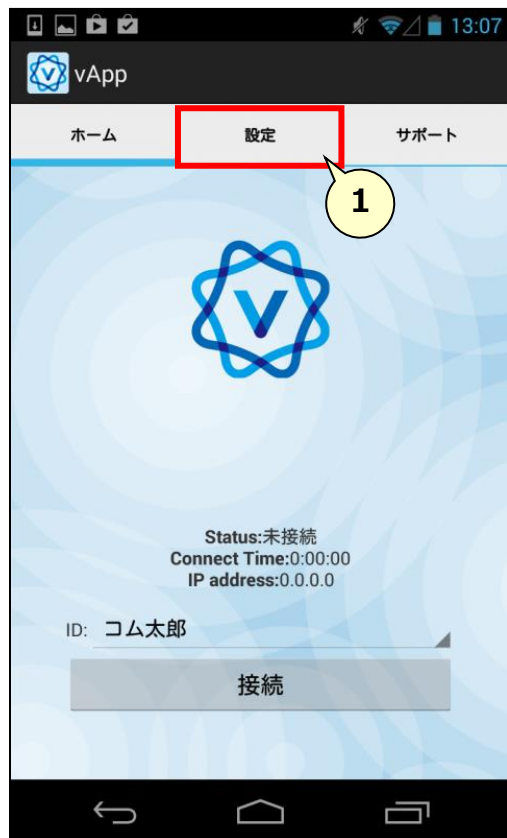 13:07
vApp
ホーム 設定 サポート
1
Status:未接続
Connect Time:0:00:00
IP address:0.0.0.0
ID: コム太郎
接続